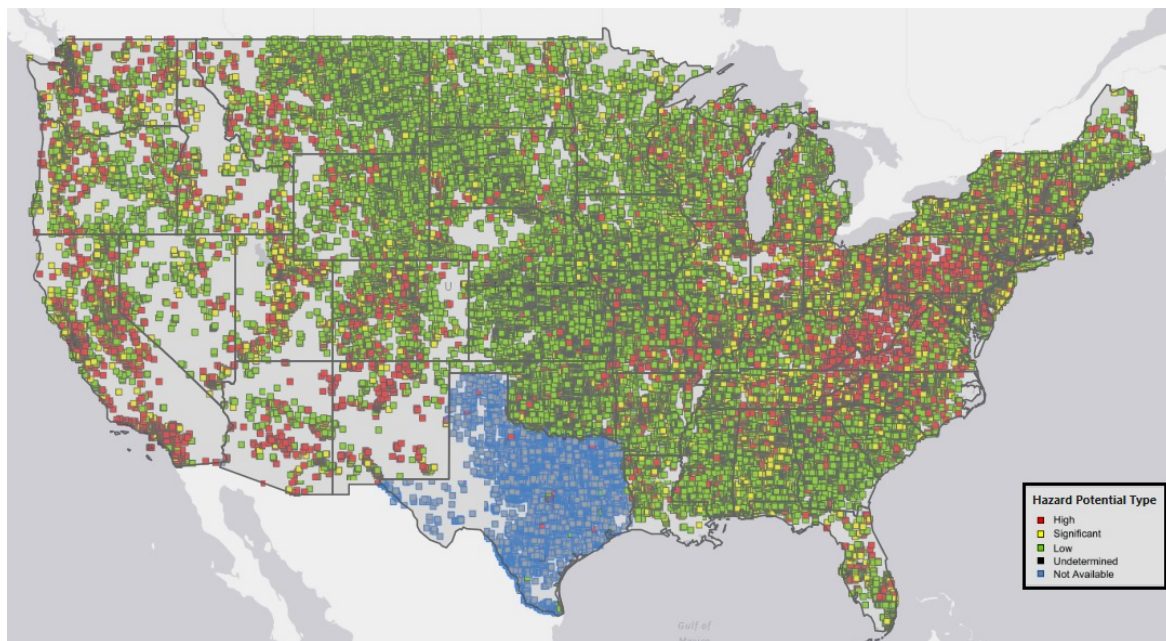 U
Hazard Potential Type
High
Significant
Low
Undetermined
Not Available
Gulf of